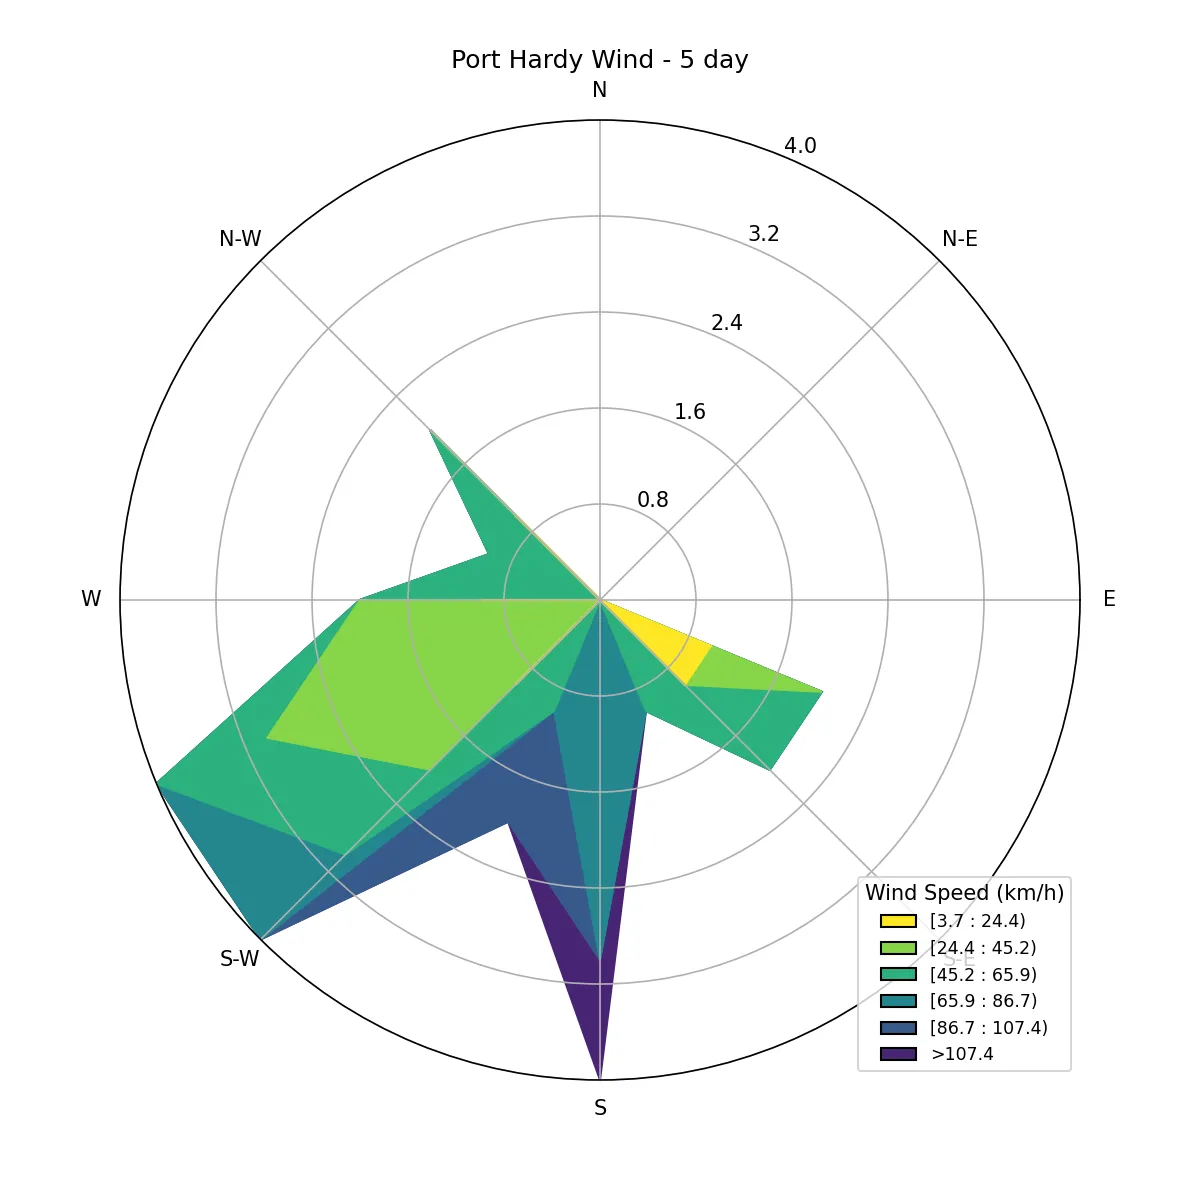 Port Hardy Wind - 5 day
N
4.0
N-W
3.2
N-E
2.4
1.6
0.8
W
E
S-W
S-E
S
Wind Speed (km/h)
[3.7 : 24.4)
[24.4 : 45.2)
[45.2 : 65.9)
[65.9 : 86.7)
[86.7 : 107.4)
>107.4